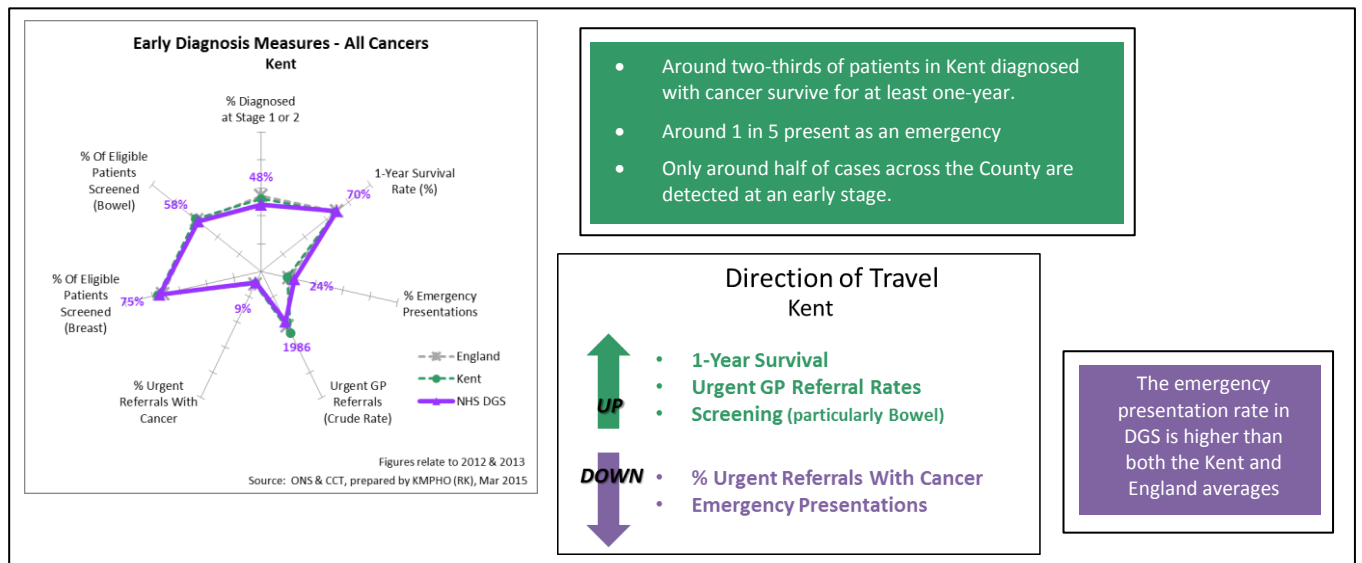 Early Diagnosis Measures - All Cancers
Kent
% Diagnosed
at Stage 1 or 2
% Of Eligible
Patients
Screened
(Bowel)
48%
1-Year Survival
Rate (%)
70%
58%
% Of Eligible
Patients
Screened
(Breast)
75%
24%
% Emergency
Presentations
9%
1986
% Urgent
Referrals With
Cancer
Urgent GP
Referrals
(Crude Rate)
England
Kent
NHS DGS
Figures relate to 2012 & 2013
Source: ONS & CCT, prepared by KMPHO (RK), Mar 2015
• Around two-thirds of patients in Kent diagnosed
with cancer survive for at least one-year.
• Around 1 in 5 present as an emergency
• Only around half of cases across the County are
detected at an early stage.
Direction of Travel
Kent
UP
• 1-Year Survival
• Urgent GP Referral Rates
• Screening (particularly Bowel)
DOWN
• % Urgent Referrals With Cancer
• Emergency Presentations
The emergency
presentation rate in
DGS is higher than
both the Kent and
England averages